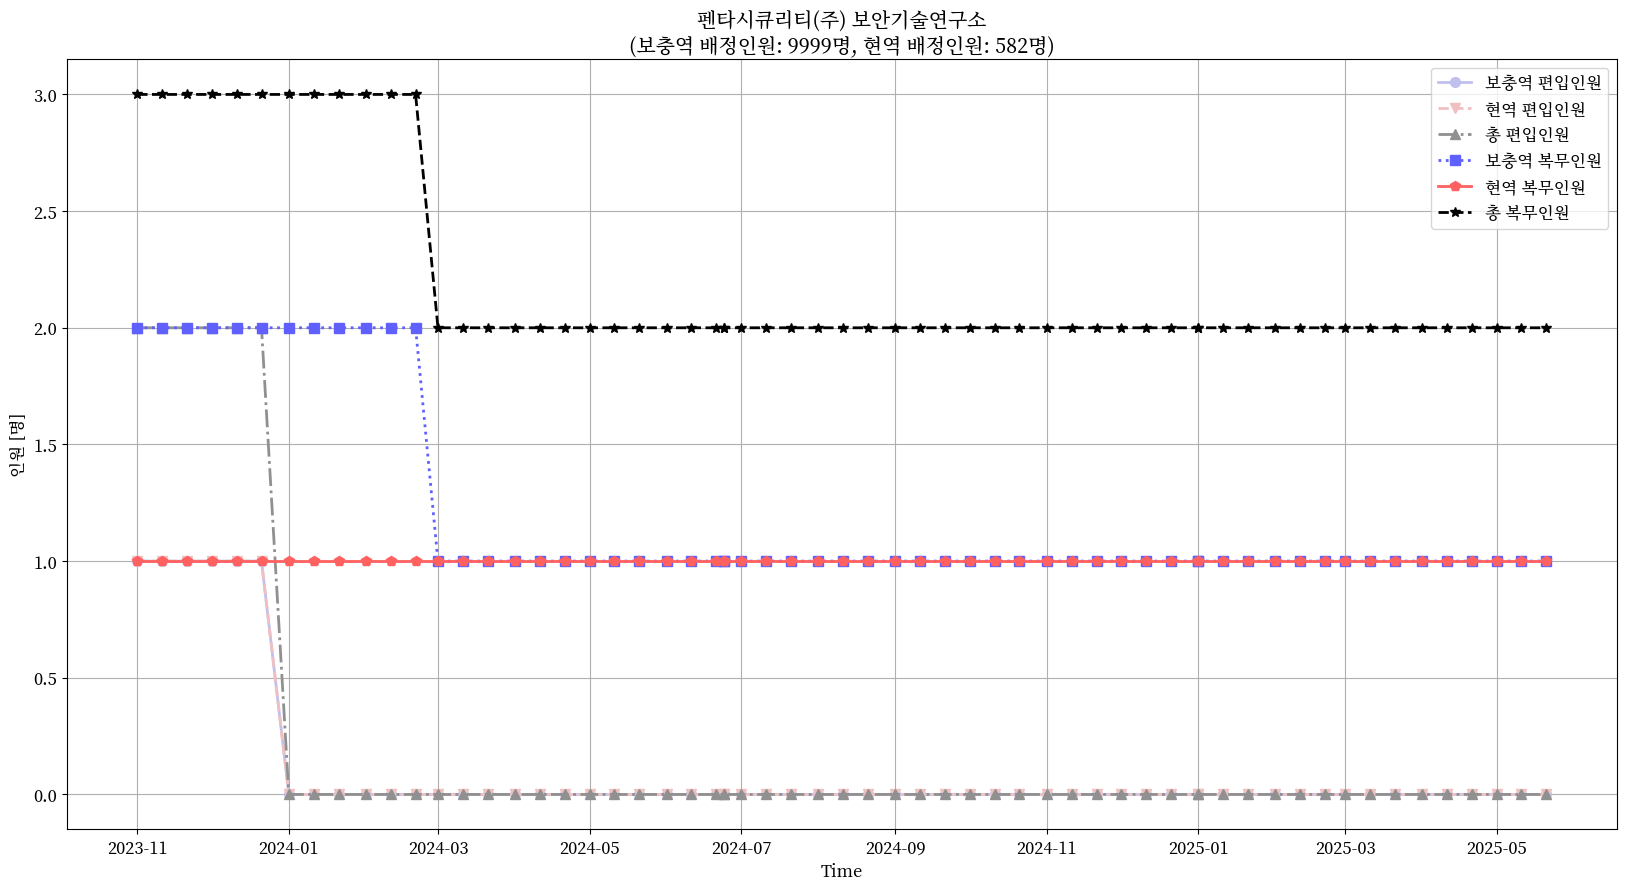 펜타시큐리티(주) 보안기술연구소
(보충역 배정인원: 9999명, 현역 배정인원: 582명)
보충역 편입인원
현역 편입인원
총 편입인원
보충역 복무인원
현역 복무인원
총 복무인원
인원 [명]
3.0
2.5
2.0
1.5
1.0
0.5
0.0
2023-11
2024-01
2024-03
2024-05
2024-07
2024-09
2024-11
2025-01
2025-03
2025-05
Time